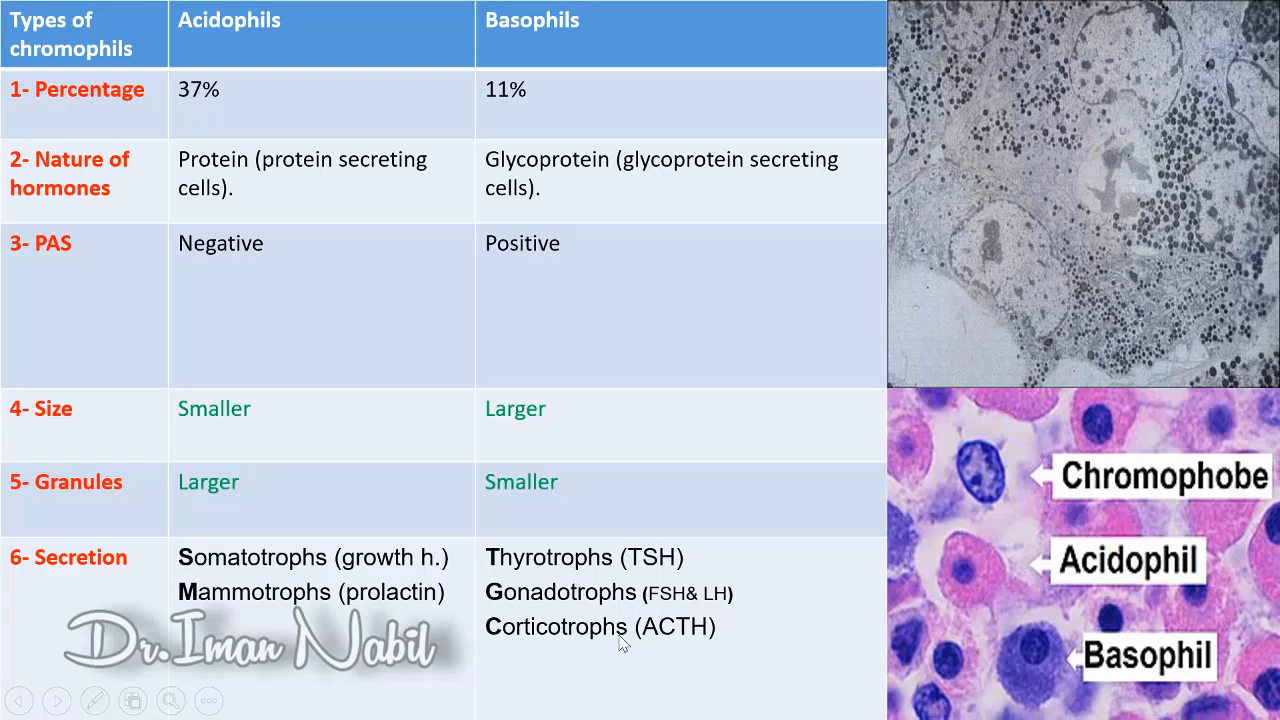 Types of chromophils
Acidophils
Basophils
1- Percentage
37%
11%
2- Nature of hormones
Protein (protein secreting cells).
Glycoprotein (glycoprotein secreting cells).
3- PAS
Negative
Positive
4- Size
Smaller
Larger
5- Granules
Larger
Smaller
6- Secretion
Somatotrophs (growth h.)
Mammotrophs (prolactin)
Thyrotrophs (TSH)
Gonadotrophs (FSH& LH)
Corticotrophs (ACTH)
Dr.Iman Nabil
Chromophobe
Acidophil
Basophil